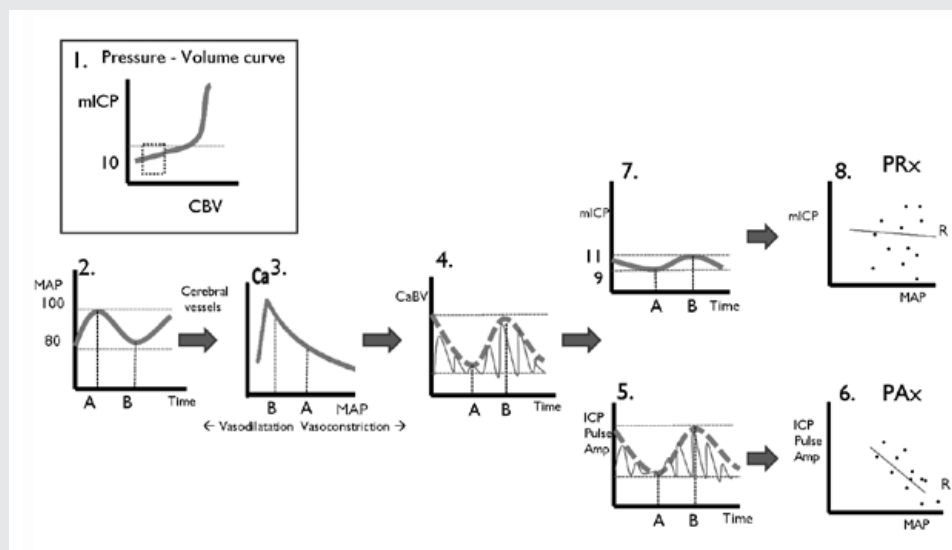 1. Pressure - Volume curve
mICP
10
CBV
2.
MAP
100
80
A B Time
Cerebral
vessels
Ca 3.
B A MAP
← Vasodilatation Vasoconstriction →
4.
CaBV
A B Time
7.
mICP
11
9
A B Time
8. PRx
mICP
R
MAP
5.
ICP
Pulse
Amp
A B Time
6. PAx
ICP
Pulse
Amp
R
MAP